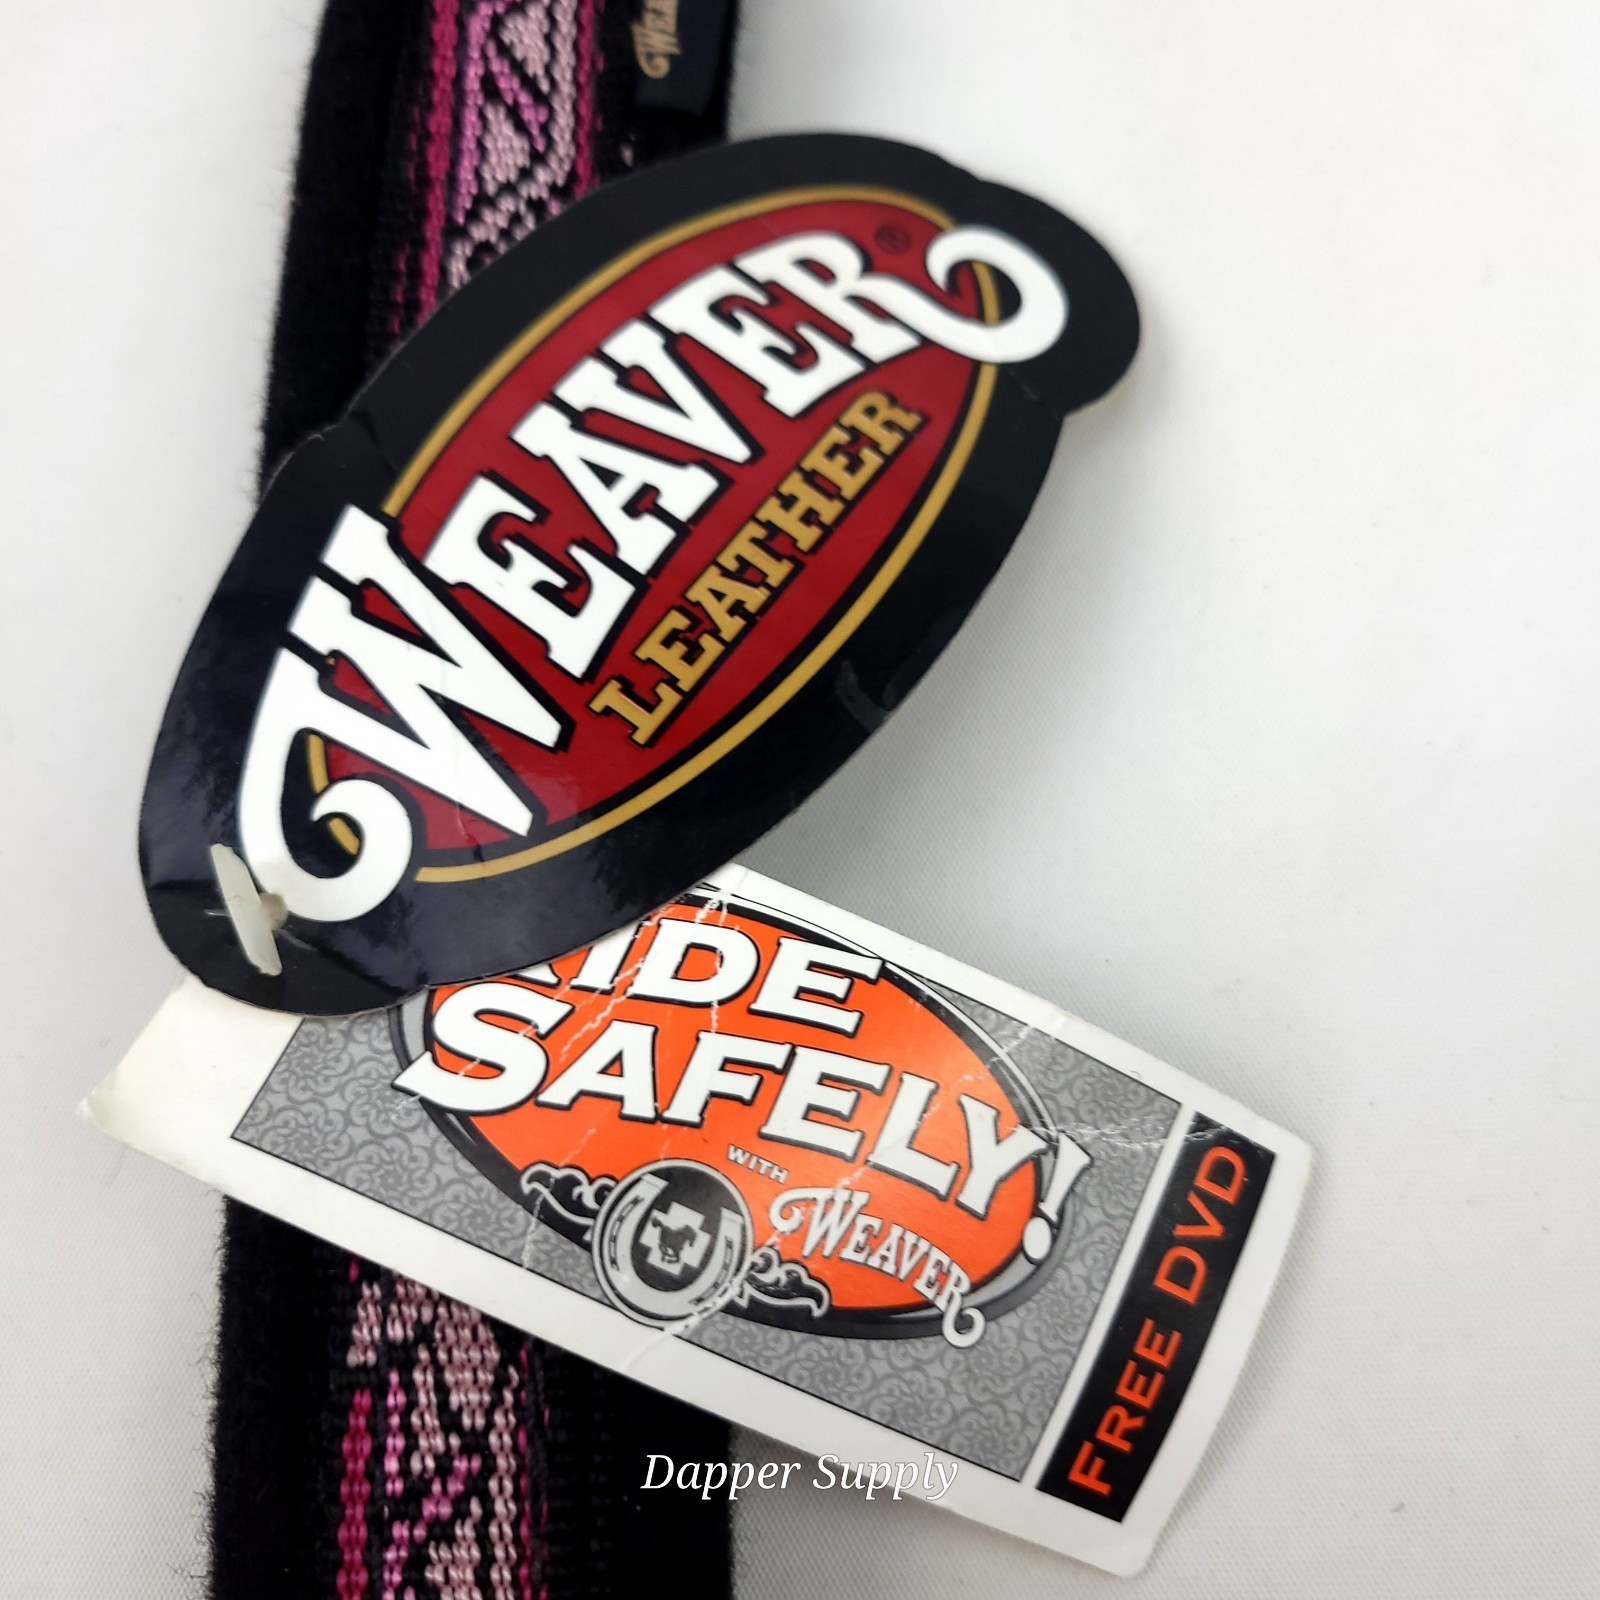 WEAVER®
LEATHER
RIDE
SAFELY!
WITH
WEAVER
FREE DVD
Dapper Supply